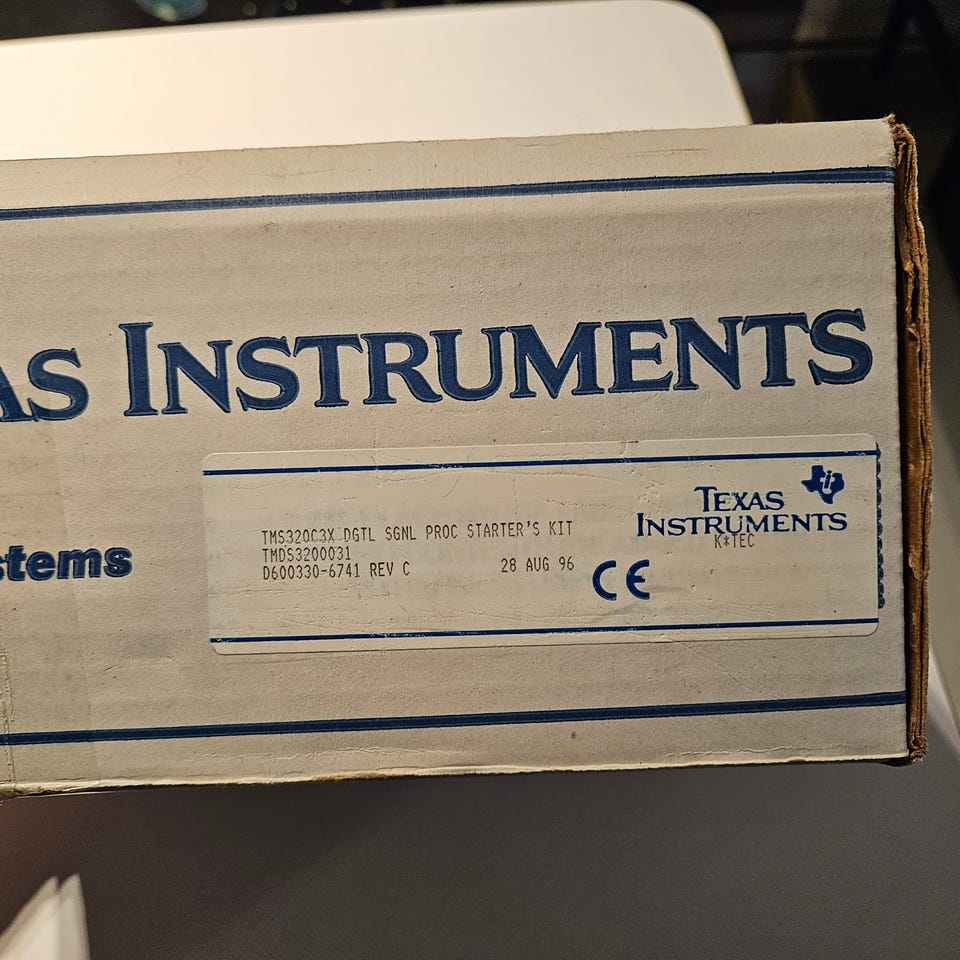 AS INSTRUMENTS
stems
TMS320C3X DGTL SGNL PROC STARTER'S KIT
TMDS3200031
D600330-6741 REV C 28 AUG 96
CE
TEXAS
INSTRUMENTS
K*TEC